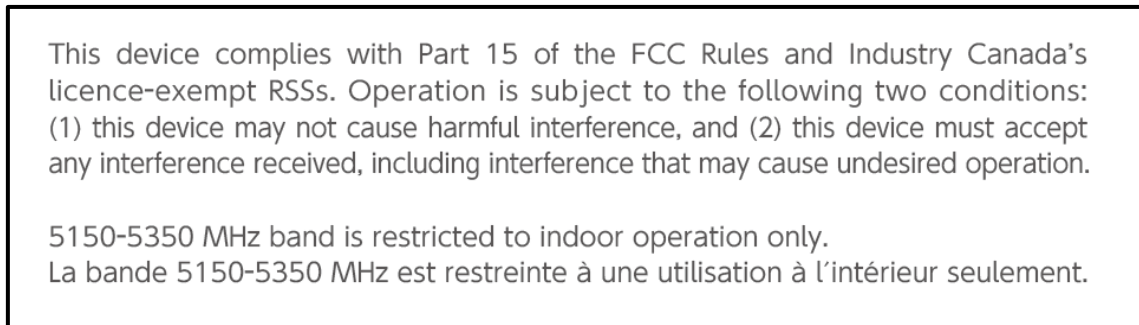 This device complies with Part 15 of the FCC Rules and Industry Canada’s
licence-exempt RSSs. Operation is subject to the following two conditions:
(1) this device may not cause harmful interference, and (2) this device must accept
any interference received, including interference that may cause undesired operation.
5150-5350 MHz band is restricted to indoor operation only.
La bande 5150-5350 MHz est restreinte à une utilisation à l´intérieur seulement.